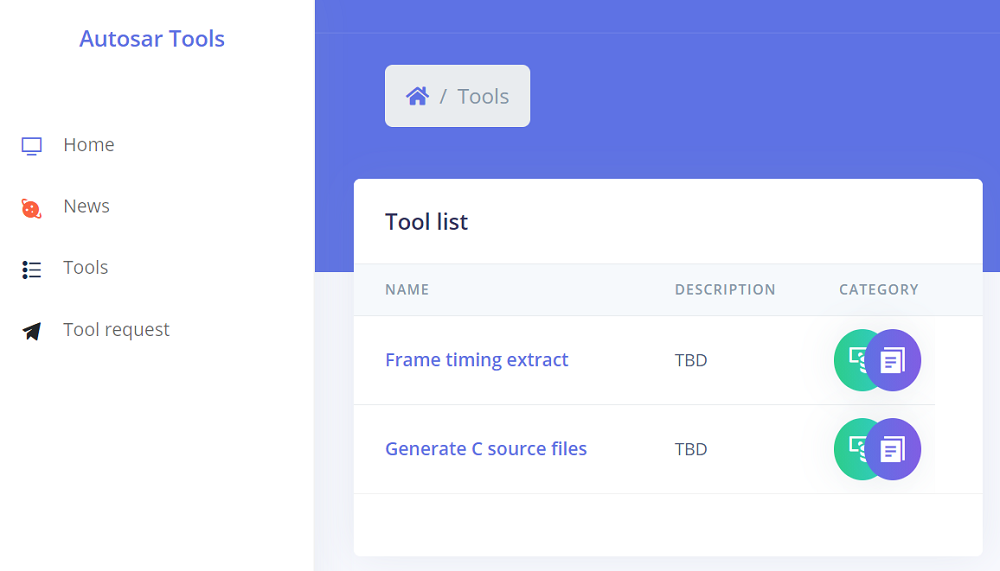 Autosar Tools
Home
News
Tools
Tool request
/ Tools
Tool list
NAME DESCRIPTION CATEGORY
Frame timing extract TBD
Generate C source files TBD